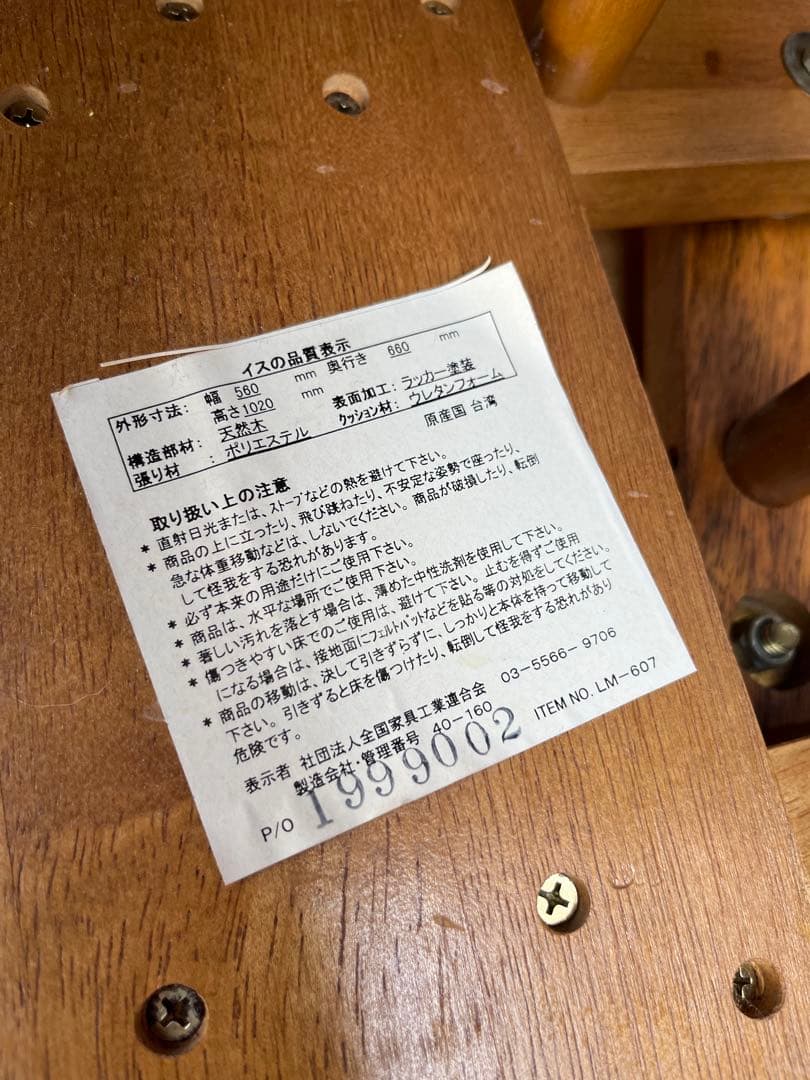 イスの品質表示
外形寸法: 幅 560 mm 奥行き 660 mm
高さ1020 mm 表面加工: ラッカー塗装
構造部材: 天然木 クッション材: ウレタンフォーム
張り材 : ポリエステル
原産国 台湾
取り扱い上の注意
* 直射日光または、ストーブなどの熱を避けて下さい。
* 商品の上に立ったり、飛び跳ねたり、不安定な姿勢で座ったり、
急な体重移動などは、しないでください。商品が破損したり、転倒
して怪我をする恐れがあります。
* 必ず本来の用途だけにご使用下さい。
* 商品は、水平な場所でご使用下さい。
* 著しい汚れを落とす場合は、薄めた中性洗剤を使用して下さい。
* 傷つきやすい床でのご使用は、避けて下さい。止むを得ずご使用
になる場合は、接地面にフェルトパットなどを貼る等の対処をしてください。
* 商品の移動は、決して引きずらずに、しっかりと本体を持って移動して
下さい。引きずると床を傷つけたり、転倒して怪我をする恐れがあり
危険です。
表示者 社団法人全国家具工業連合会 03-5566-9706
製造会社・管理番号 40-160 ITEM NO. LM-607
P/O 1999002